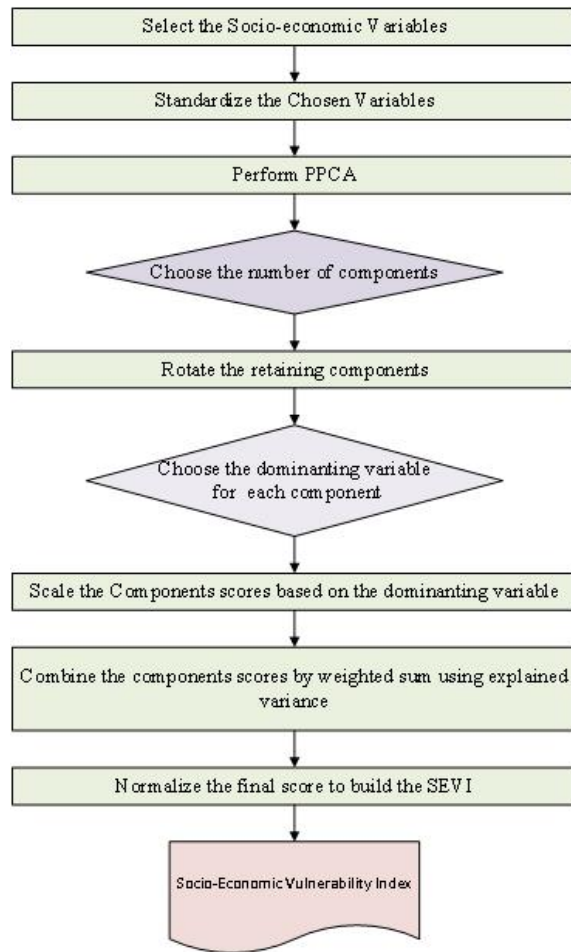 Select the Socio-economic Variables
Standardize the Chosen Variables
Perform PPCA
Choose the number of components
Rotate the retaining components
Choose the dominanting variable
for each component
Scale the Components scores based on the dominanting variable
Combine the components scores by weighted sum using explained
variance
Normalize the final score to build the SEVI
Socio-Economic Vulnerability Index